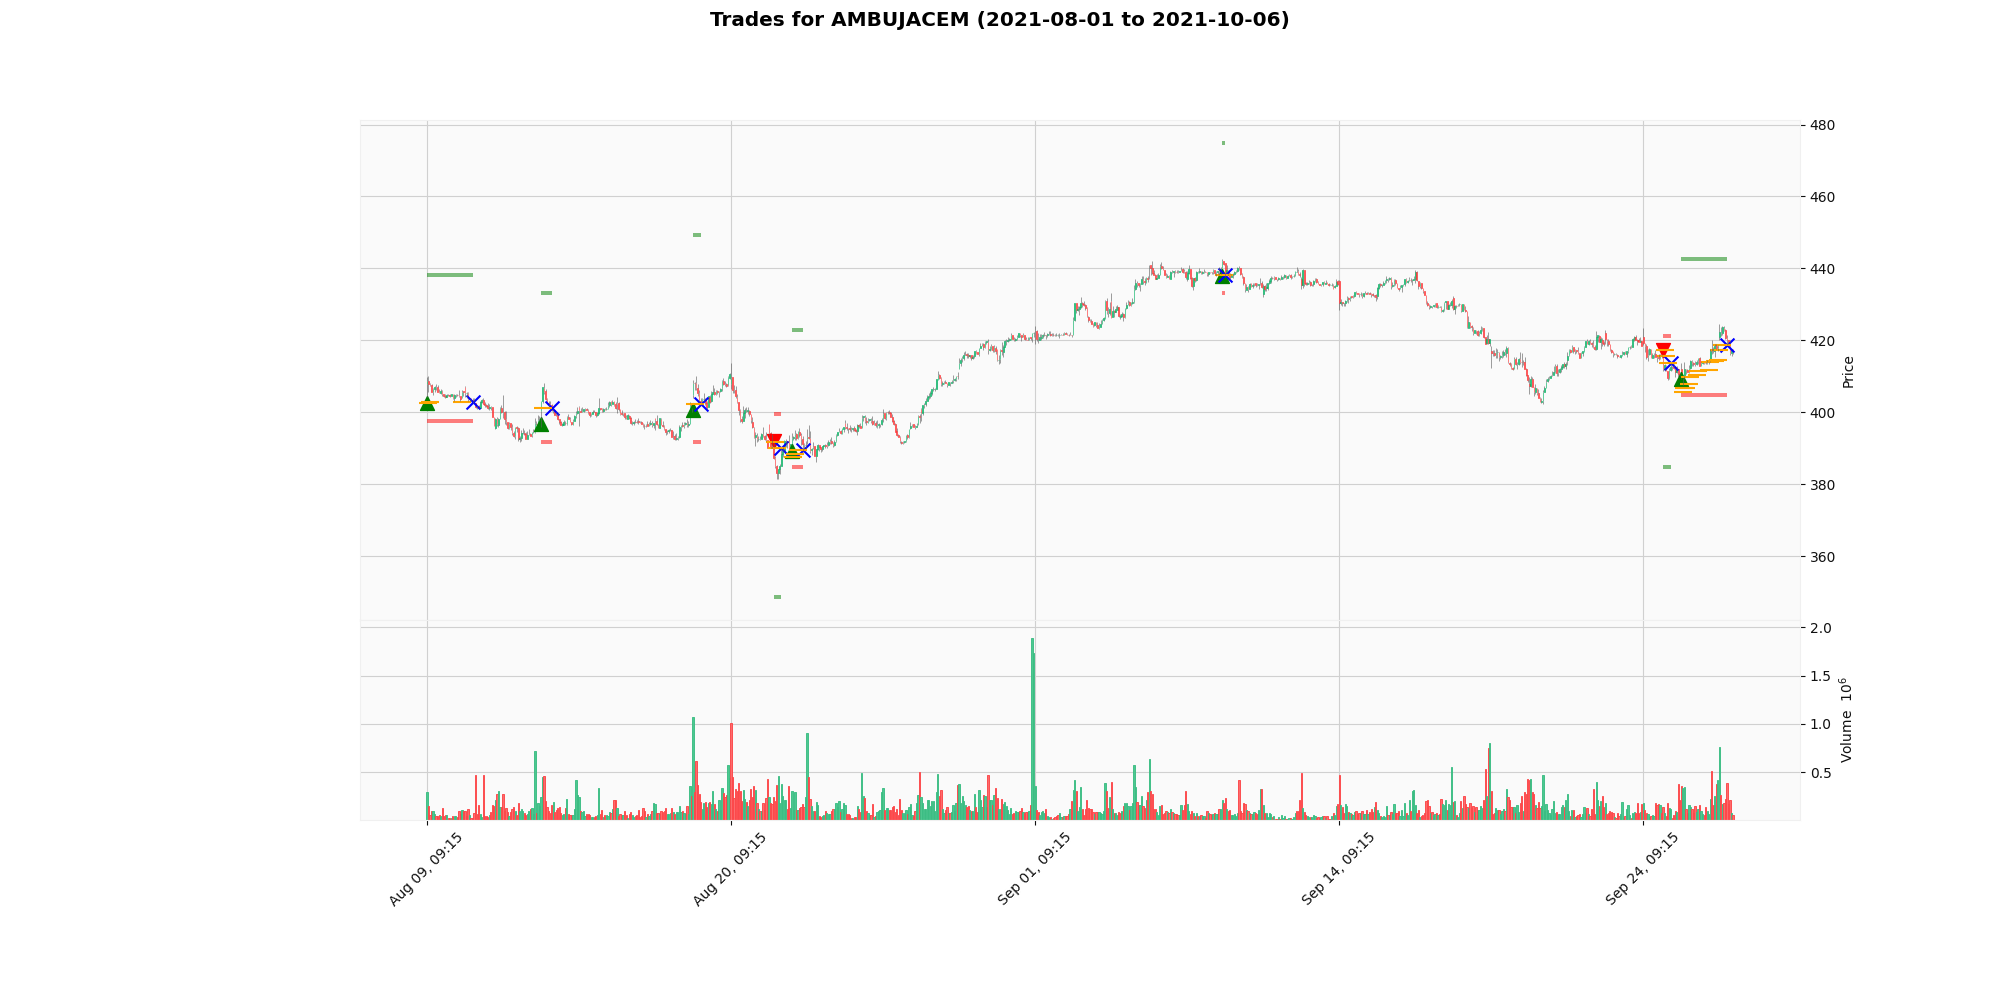 Trades for AMBUJACEM (2021-08-01 to 2021-10-06)
480
460
440
420
400
380
360
Price
2.0
1.5
1.0
0.5
Volume 10⁶
Aug 09, 09:15
Aug 20, 09:15
Sep 01, 09:15
Sep 14, 09:15
Sep 24, 09:15